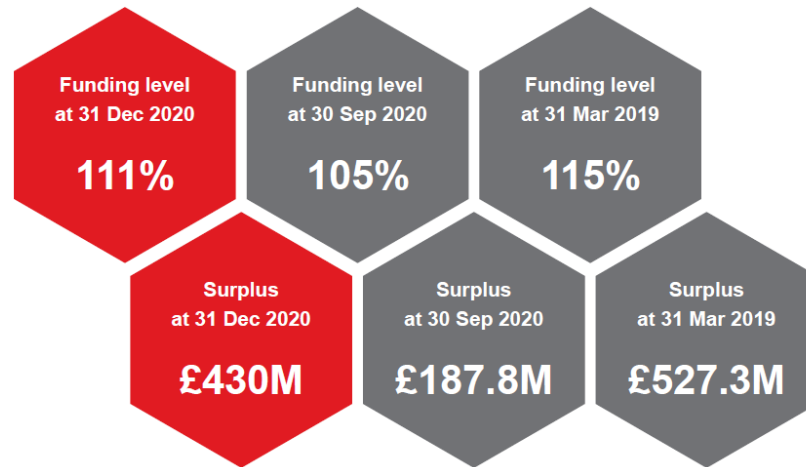 Funding level
at 31 Dec 2020
111%
Funding level
at 30 Sep 2020
105%
Funding level
at 31 Mar 2019
115%
Surplus
at 31 Dec 2020
£430M
Surplus
at 30 Sep 2020
£187.8M
Surplus
at 31 Mar 2019
£527.3M